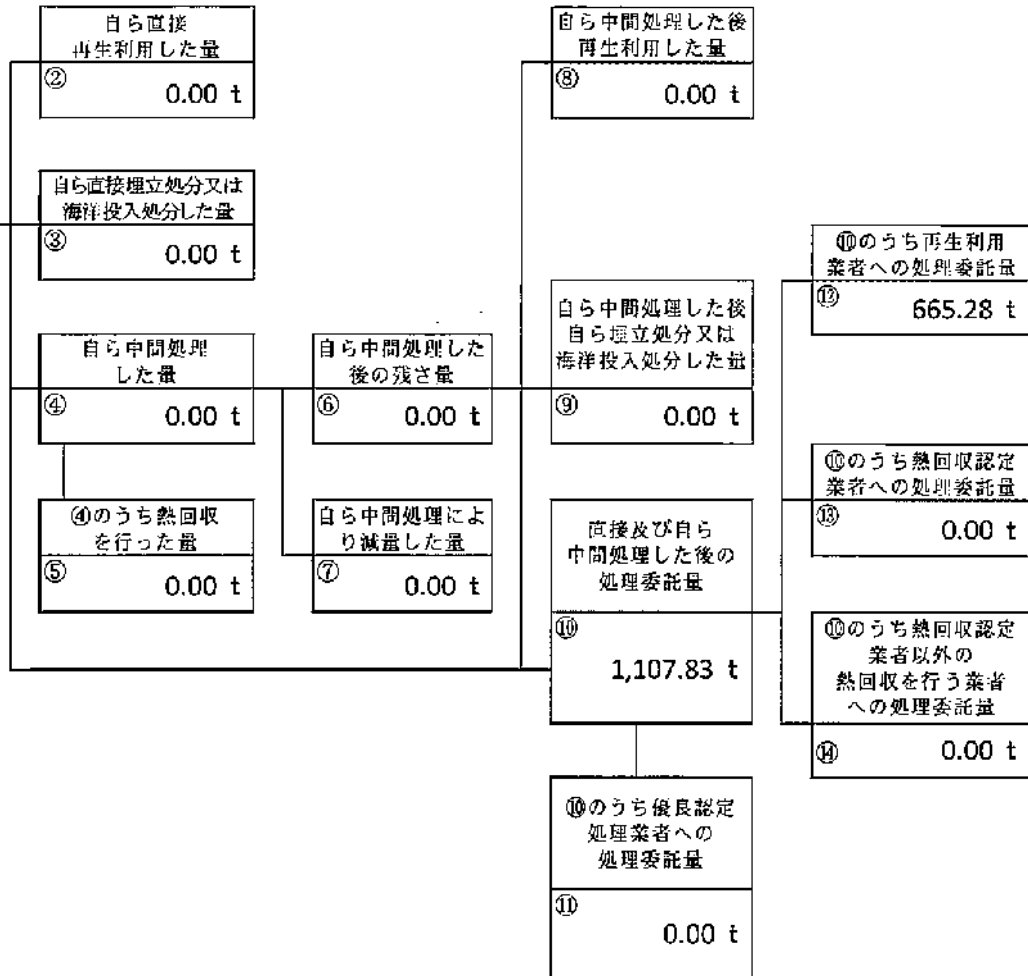 自ら直接
再生利用した量
②
0.00 t
自ら中間処理した後
再生利用した量
⑧
0.00 t
自ら直接埋立処分又は
海洋投入処分した量
③
0.00 t
⑩のうち再生利用
業者への処理委託量
⑫
665.28 t
自ら中間処理
した量
④
0.00 t
自ら中間処理した
後の残さ量
⑥
0.00 t
自ら中間処理した後
自ら埋立処分又は
海洋投入処分した量
⑨
0.00 t
⑩のうち熱回収認定
業者への処理委託量
⑬
0.00 t
④のうち熱回収
を行った量
⑤
0.00 t
自ら中間処理によ
り減量した量
⑦
0.00 t
直接及び自ら
中間処理した後の
処理委託量
⑩
1,107.83 t
⑩のうち熱回収認定
業者以外の
熱回収を行う業者
への処理委託量
⑭
0.00 t
⑩のうち優良認定
処理業者への
処理委託量
⑪
0.00 t